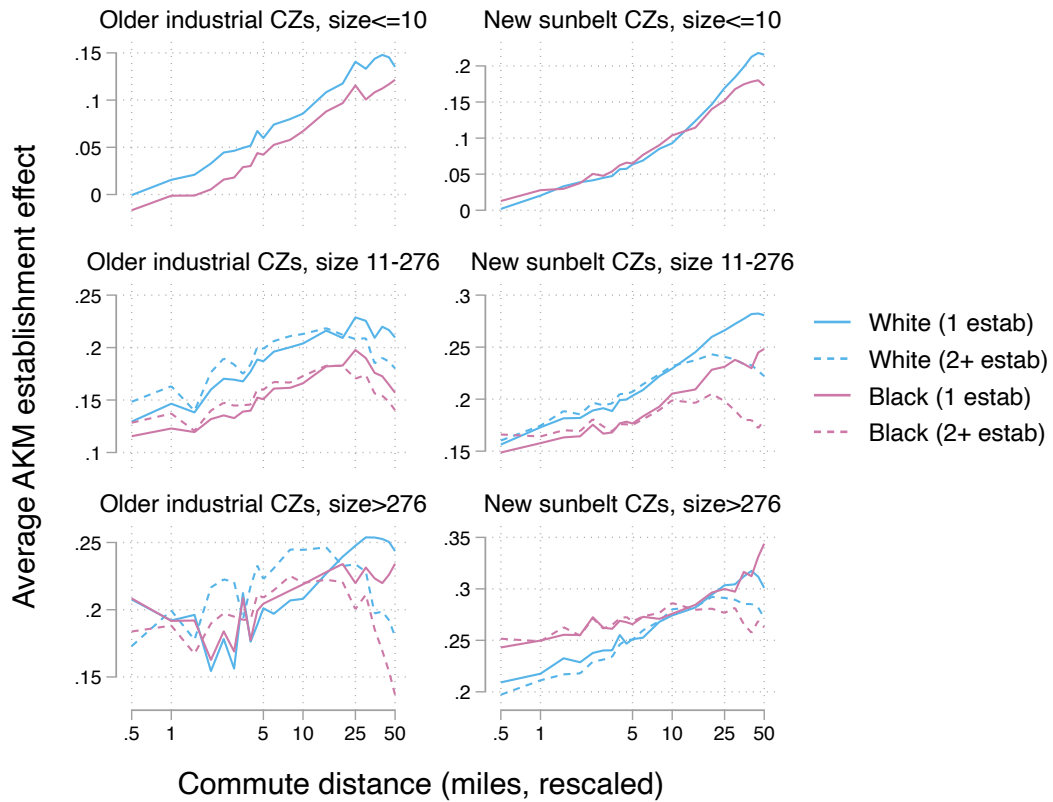 Older industrial CZs, size<=10
New sunbelt CZs, size<=10
.15
.1
.05
0
.2
.15
.1
.05
0
Older industrial CZs, size 11-276
New sunbelt CZs, size 11-276
.25
.2
.15
.1
.3
.25
.2
.15
Older industrial CZs, size>276
New sunbelt CZs, size>276
.25
.2
.15
.35
.3
.25
.2
.5 1 5 10 25 50
.5 1 5 10 25 50
Average AKM establishment effect
Commute distance (miles, rescaled)
White (1 estab)
White (2+ estab)
Black (1 estab)
Black (2+ estab)